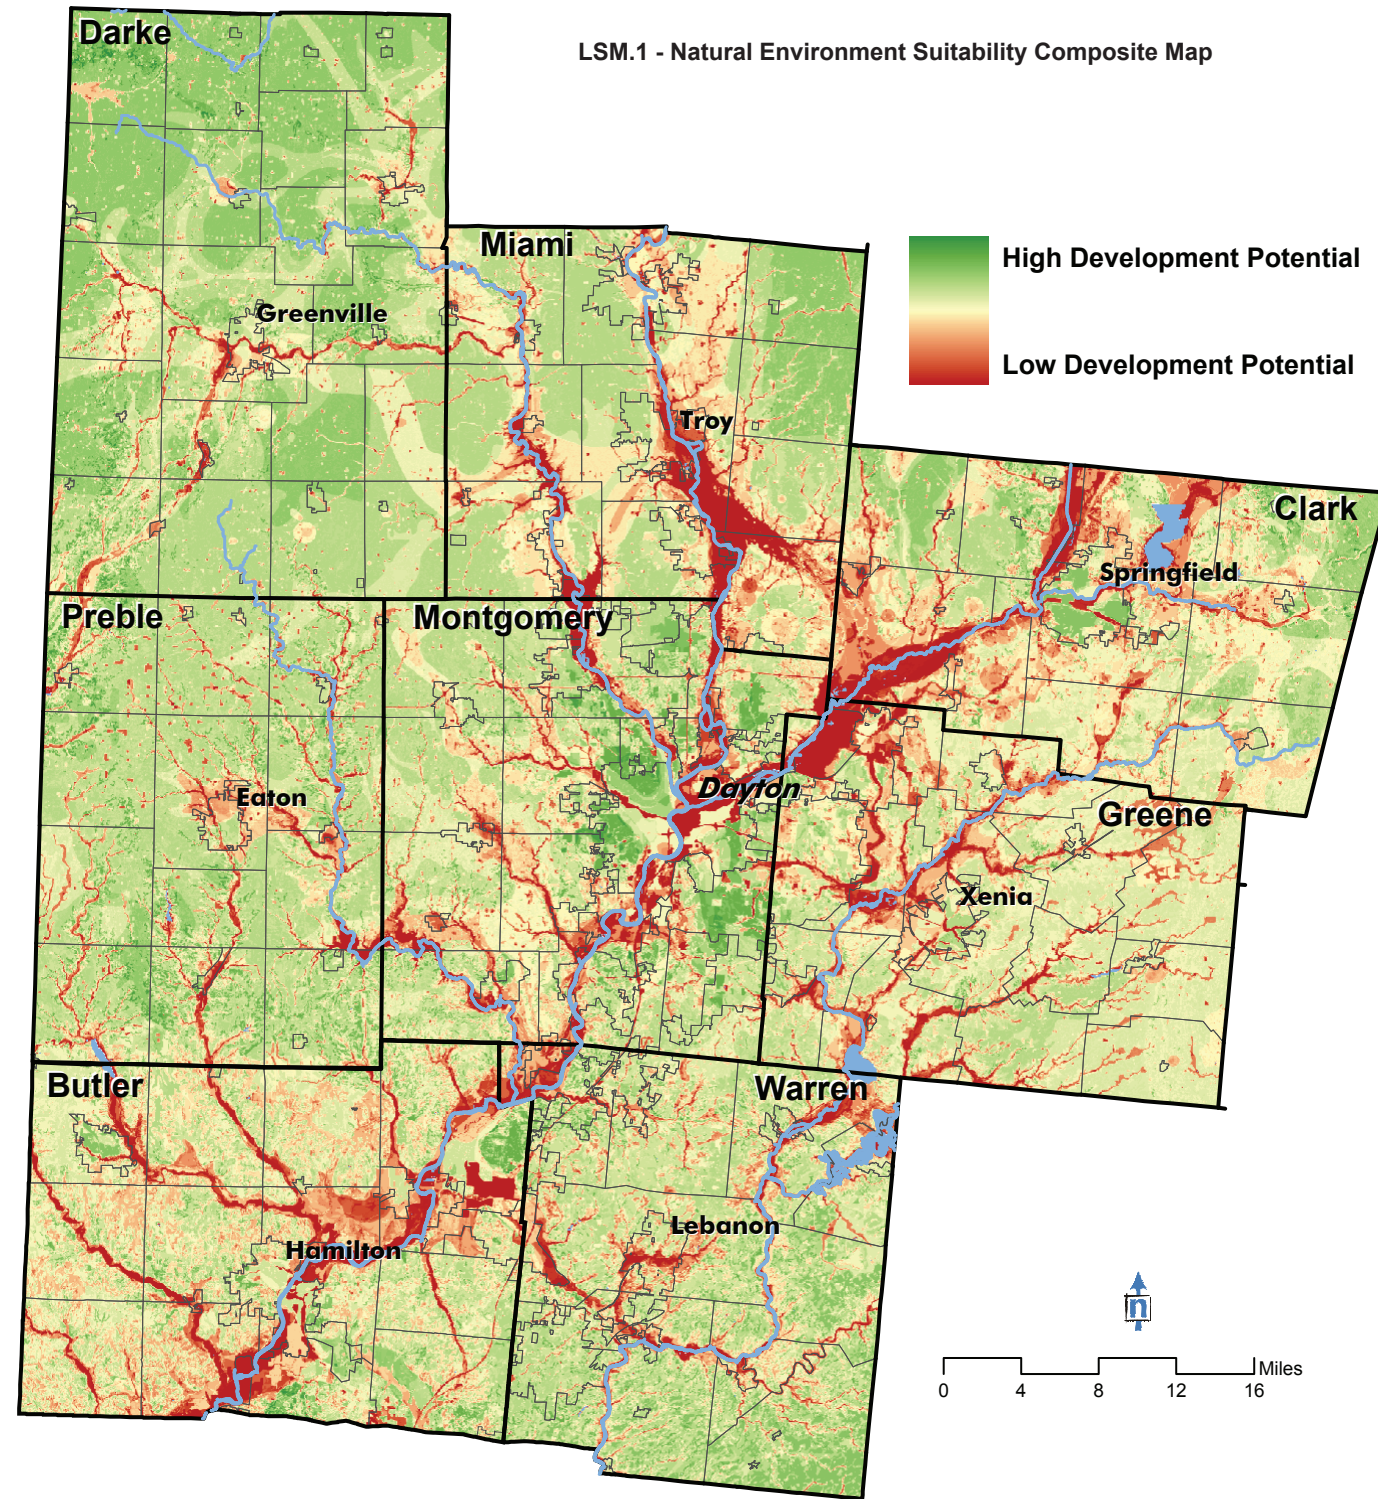 Darke
LSM.1 - Natural Environment Suitability Composite Map
Miami
High Development Potential
Greenville
Low Development Potential
Troy
Clark
Springfield
Preble
Montgomery
Dayton
Eaton
Greene
Xenia
Butler
Warren
Lebanon
Hamilton
n
Miles
0 4 8 12 16